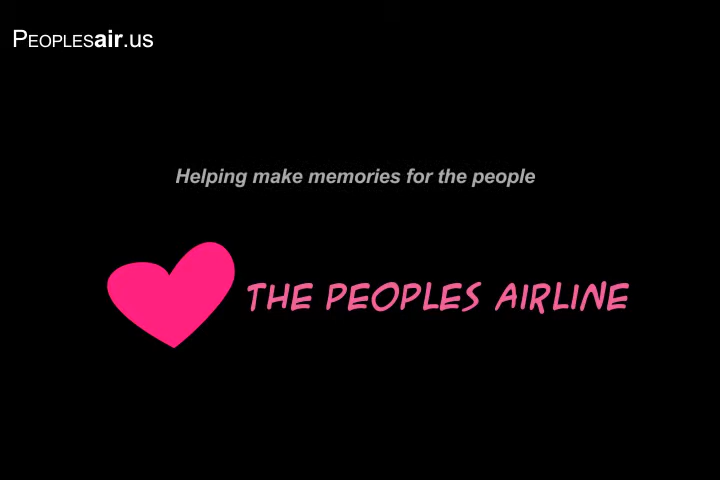 Peoplesair.us
Helping make memories for the people
THE PEOPLES AIRLINE